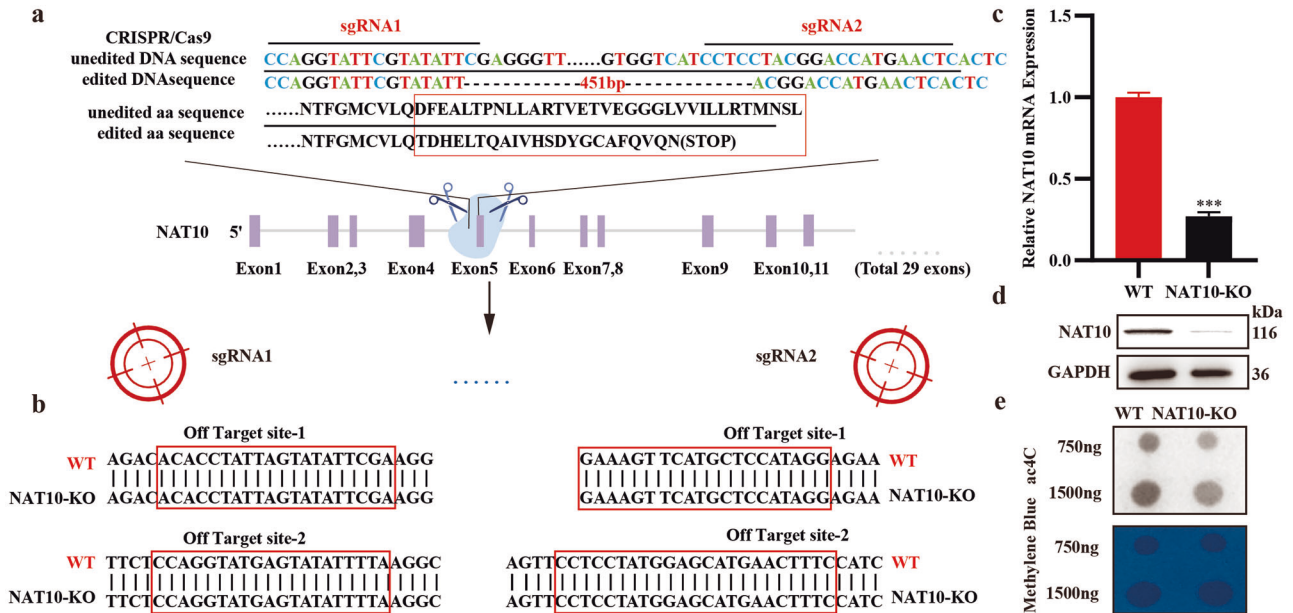 a
sgRNA1
sgRNA2
CRISPR/Cas9
unedited DNA sequence
CCAGGTATTCGTATATTCGAGGGTT......GTGGTCATCCTCCTACGGACCATGAACTCACTC
edited DNAsequence
CCAGGTATTCGTATATT
451bp
ACGGACCATGAACTCACTC
unedited aa sequence
......NTFGMCVLQDFEALTPNLLARTVETVEGGGLVVILLRTMNSL
edited aa sequence
......NTFGMCVLQTDHELTQAIVHSDYGCAFQVQN(STOP)
NAT10
5'
Exon1
Exon2,3
Exon4
Exon5
Exon6
Exon7,8
Exon9
Exon10,11
(Total 29 exons)
sgRNA1
sgRNA2
......
b
Off Target site-1
WT
AGACACACCTATTAGTATATTCGAAGG
NAT10-KO
AGACACACCTATTAGTATATTCGAAGG
Off Target site-1
GAAAGTTCATGCTCCATAGGAGAA
WT
GAAAGTTCATGCTCCATAGGAGAA
NAT10-KO
Off Target site-2
WT
TTCTCCAGGTATGAGTATATTTTAAGGC
NAT10-KO
TTCTCCAGGTATGAGTATATTTTAAGGC
Off Target site-2
AGTTCCTCCTATGGAGCATGAACTTTCCATC
WT
AGTTCCTCCTATGGAGCATGAACTTTCCATC
NAT10-KO
c
Relative NAT10 mRNA Expression
1.5
1.0
0.5
0.0
***
WT
NAT10-KO
d
kDa
NAT10
116
GAPDH
36
e
WT NAT10-KO
ac4C
750ng
1500ng
Methylene Blue
750ng
1500ng